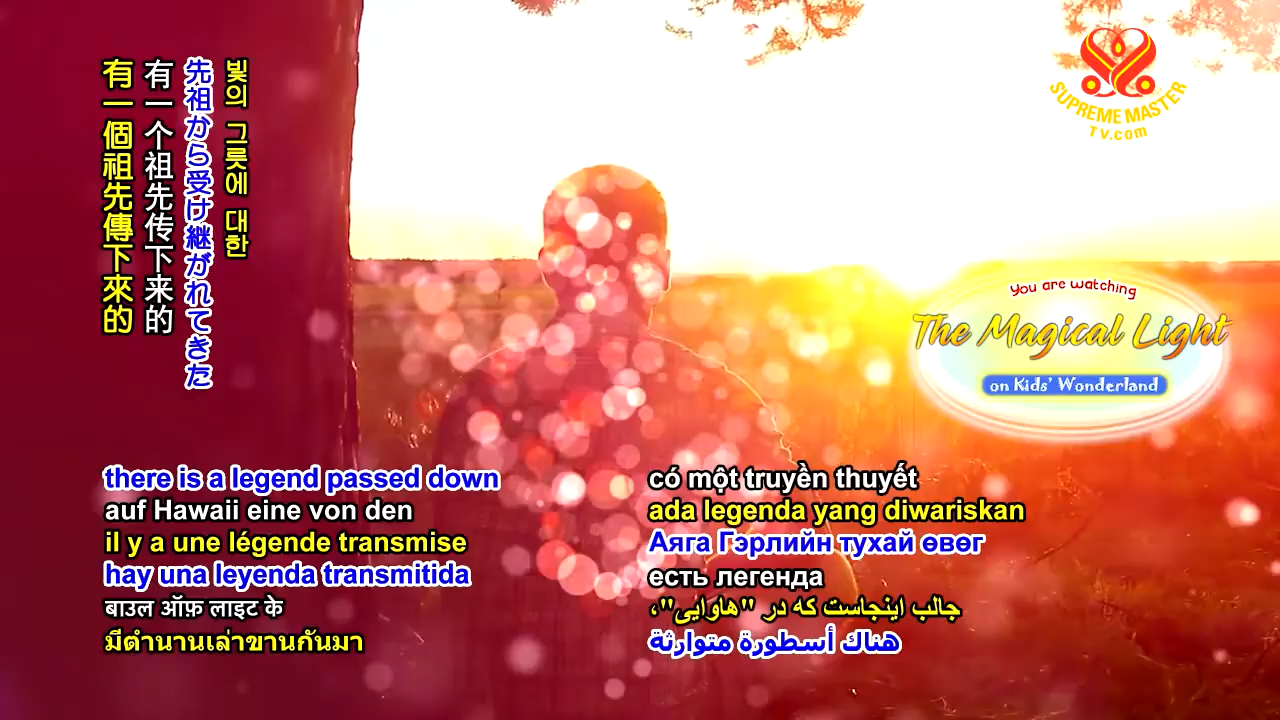 有一個祖先傳下來的
有一个祖先传下来的
先祖から受け継がれてきた
빛의 그릇에 대한
SUPREME MASTER
TV.com
You are watching
The Magical Light
on Kids' Wonderland
there is a legend passed down
auf Hawaii eine von den
il y a une légende transmise
hay una leyenda transmitida
बाउल ऑफ़ लाइट के
มีตำนานเล่าขานกันมา
có một truyền thuyết
ada legenda yang diwariskan
Аяга Гэрлийн тухай өвөг
есть легенда
جالب اینجاست که در "هاوایی"،
هناك أسطورة متوارثة